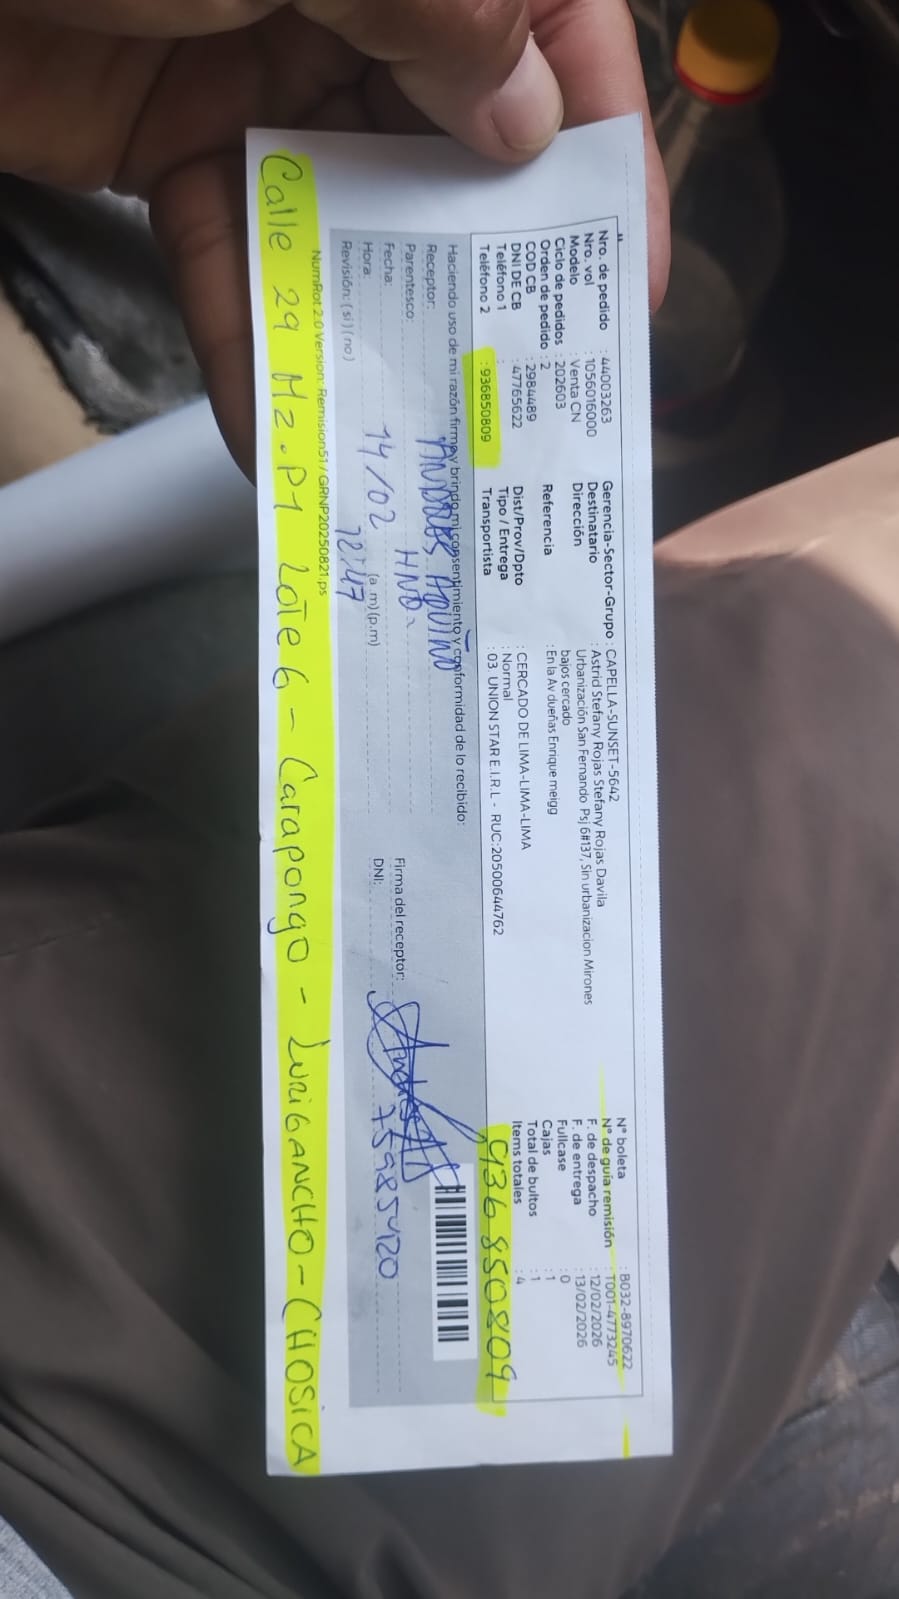 Nro. de pedido : 44003263
Nro. vol : 1056016000
Modelo : Venta CN
Ciclo de pedidos : 202603
Orden de pedido : 2
COD CB : 2984489
DNI DE CB : 47765622
Teléfono 1 :
Teléfono 2 : 936850809
Gerencia-Sector-Grupo : CAPELLA-SUNSET-5642
Destinatario : Astrid Stefany Rojas Stefany Rojas Davila
Dirección : Urbanización San Fernando Psj 6#137, Sin urbanizacion Mirones
bajos cercado
Referencia : En la Av dueñas Enrique meigg
Dist/Prov/Dpto : CERCADO DE LIMA-LIMA-LIMA
Tipo / Entrega : Normal
Transportista : 03 UNION STAR E.I.R.L - RUC:20500644762
N° boleta : B032-8970622
N° de guía remisión : T001-4773245
F. de despacho : 12/02/2026
F. de entrega : 13/02/2026
Fullcase : 0
Cajas : 1
Total de bultos : 1
Items totales : 4
936850809
Haciendo uso de mi razón firmo y brindo mi consentimiento y conformidad de lo recibido:
Receptor: AQUINO
Parentesco: HNO
Fecha: 14/02
Hora: 12:47 (a.m)(p.m)
Revisión: (si) (no)
Firma del receptor:
DNI: 75985420
NumRot 2.0 Version: Remision51/GRNP20250821.ps
Calle 29 Mz. P1 LOTE 6 - Carapongo - LURIGANCHO - CHOSICA